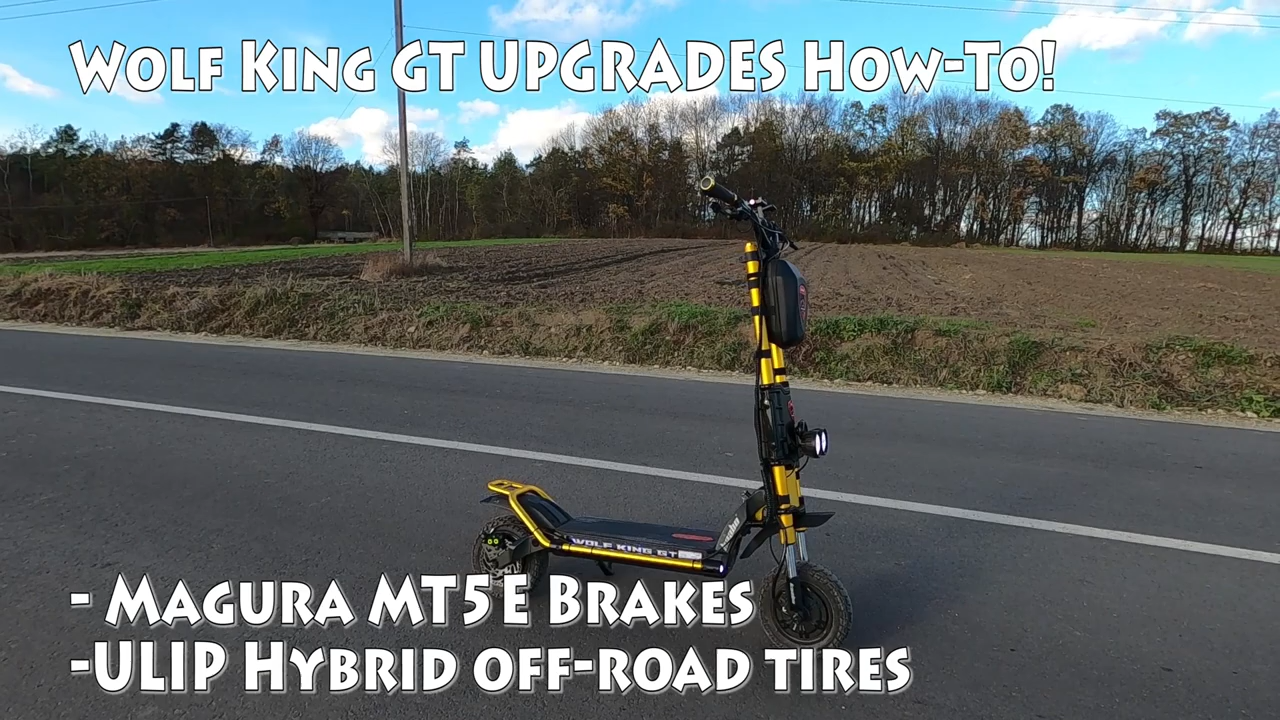 Wolf King GT UPGRADES How-To!
WOLF KING GT
- Magura MT5E Brakes
-ULIP Hybrid off-road tires